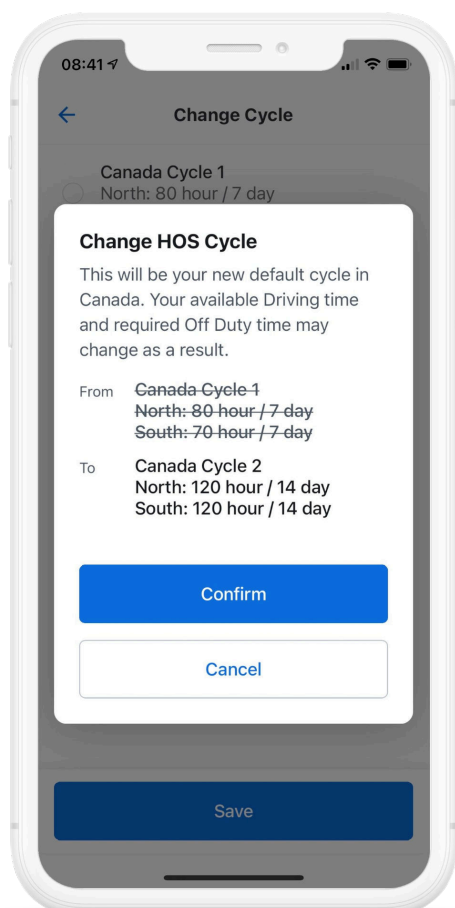 08:41
Change Cycle
Canada Cycle 1
North: 80 hour / 7 day
Change HOS Cycle
This will be your new default cycle in
Canada. Your available Driving time
and required Off Duty time may
change as a result.
From
Canada Cycle 1
North: 80 hour / 7 day
South: 70 hour / 7 day
To
Canada Cycle 2
North: 120 hour / 14 day
South: 120 hour / 14 day
Confirm
Cancel
Save